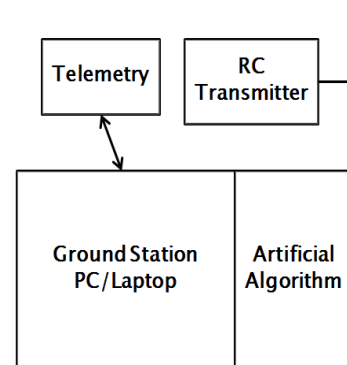 Telemetry
RC
Transmitter
Ground Station
PC/Laptop
Artificial
Algorithm